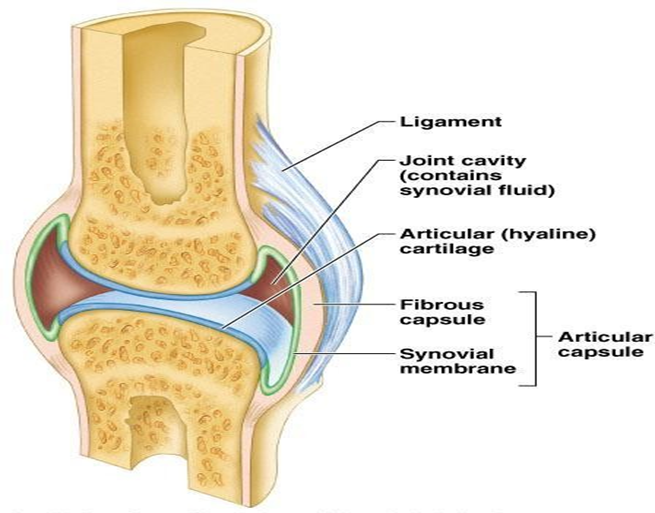 Ligament
Joint cavity
(contains
synovial fluid)
Articular (hyaline)
cartilage
Fibrous
capsule
Synovial
membrane
Articular
capsule